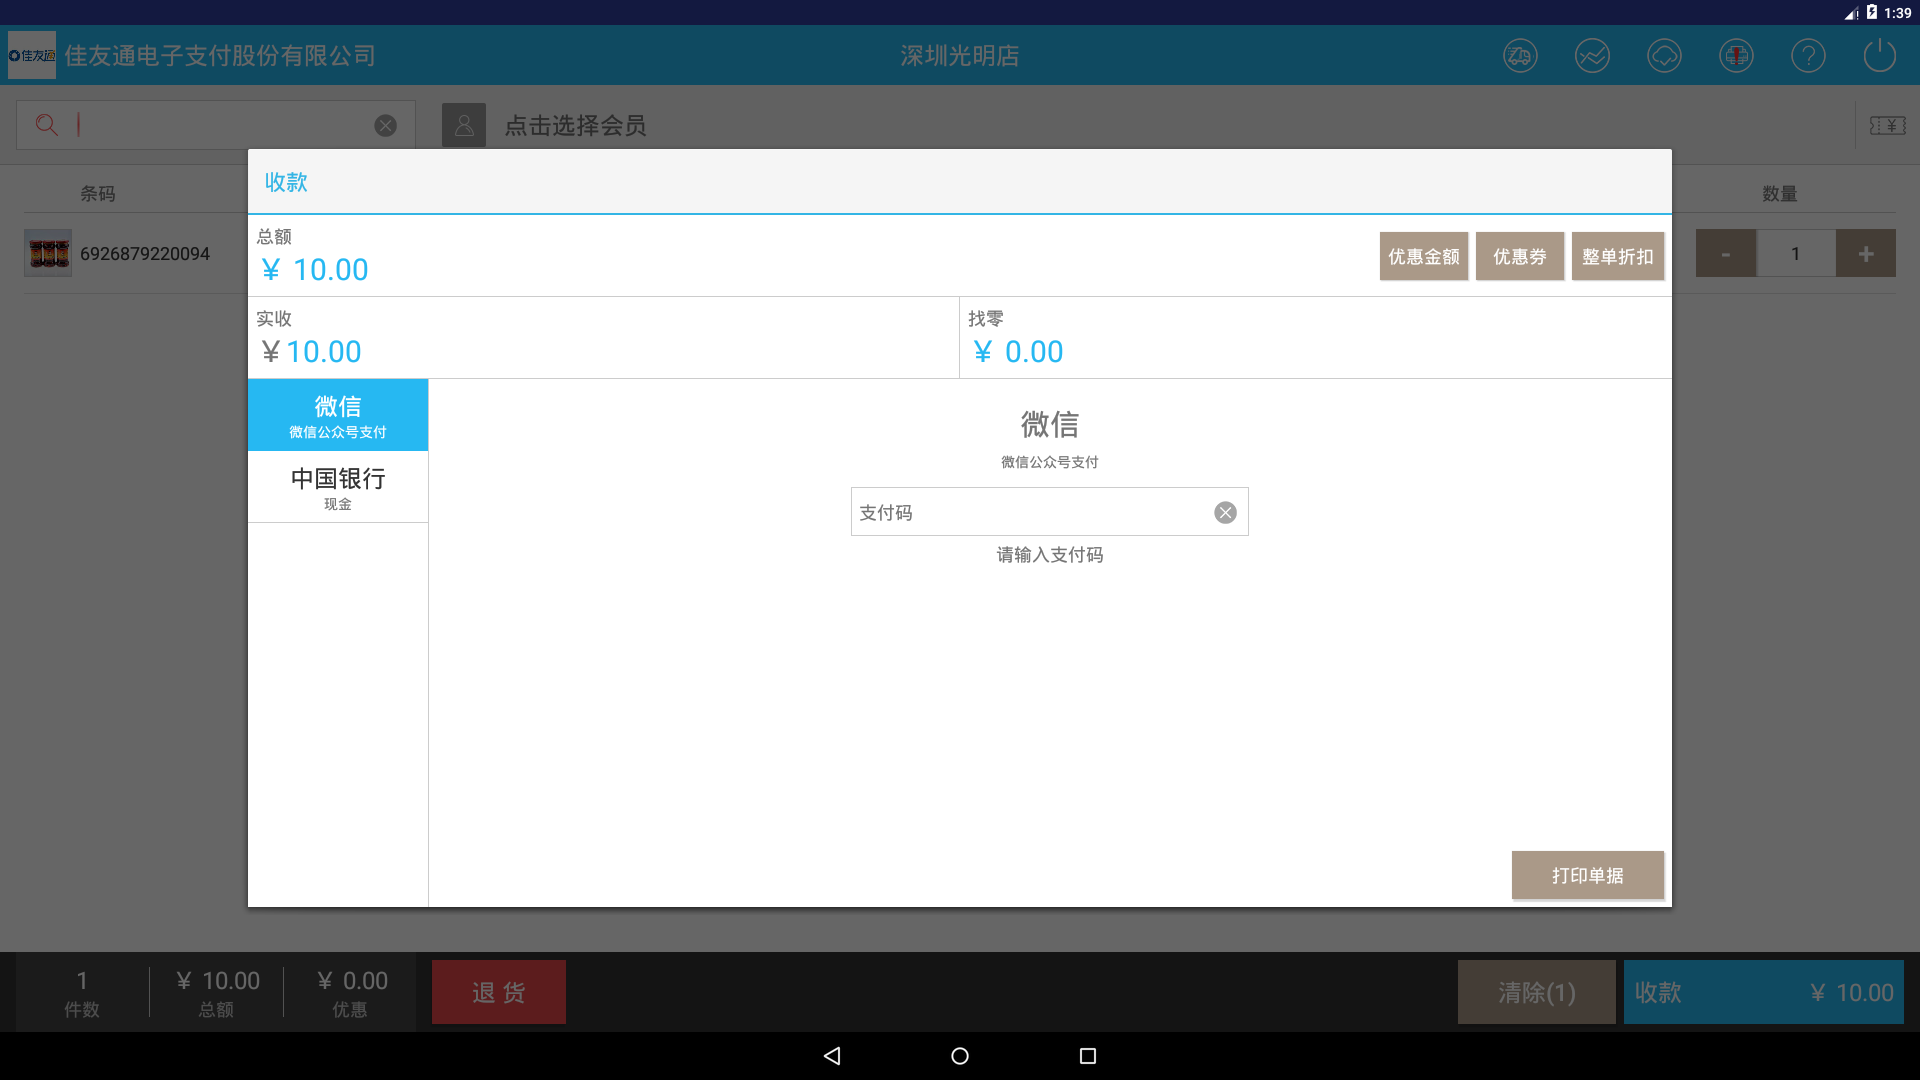 1:39
佳友通
佳友通电子支付股份有限公司
深圳光明店
点击选择会员
条码
数量
6926879220094
-
1
+
收款
总额
¥ 10.00
优惠金额
优惠券
整单折扣
实收
¥10.00
找零
¥ 0.00
微信
微信公众号支付
中国银行
现金
微信
微信公众号支付
支付码
请输入支付码
打印单据
1
件数
¥ 10.00
总额
¥ 0.00
优惠
退 货
清除(1)
收款
¥ 10.00